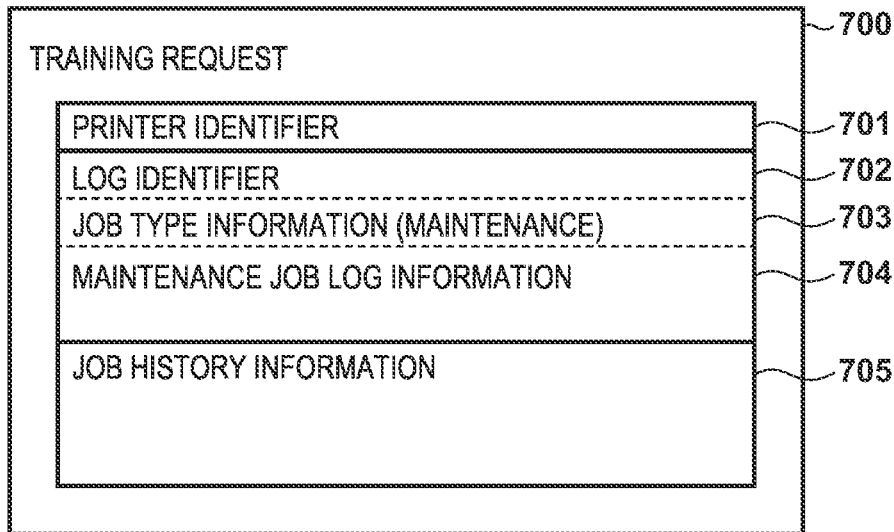 700
TRAINING REQUEST
PRINTER IDENTIFIER 701
LOG IDENTIFIER 702
JOB TYPE INFORMATION (MAINTENANCE) 703
MAINTENANCE JOB LOG INFORMATION 704
JOB HISTORY INFORMATION 705